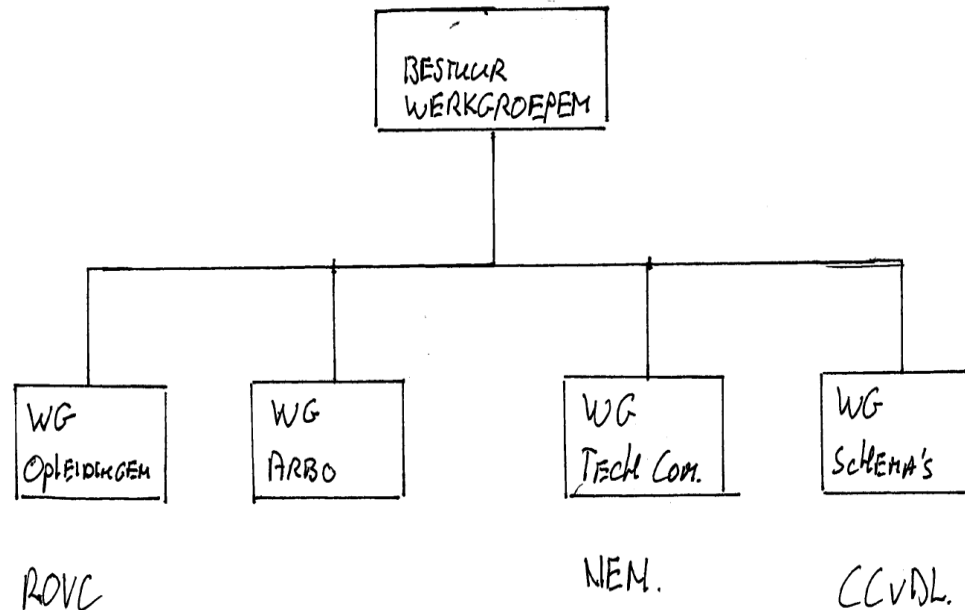 BESTUUR
WERKGROEPEN
WG
OPLEIDINGEN
WG
ARBO
WG
TECH COM.
WG
SCHEMA'S
ROVC
NEN.
CCvDL.